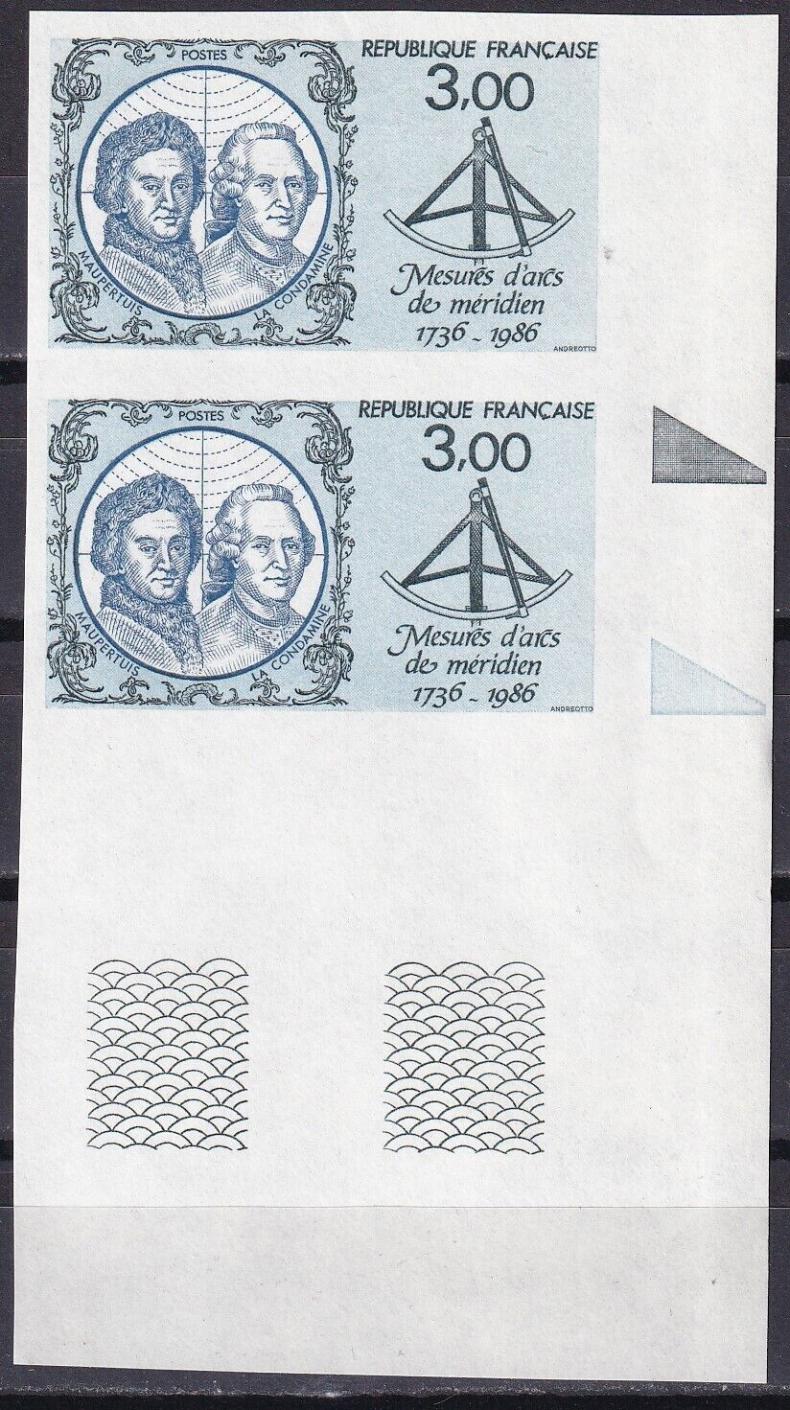 POSTES
REPUBLIQUE FRANÇAISE
3,00
MAUPERTUIS
LA CONDAMINE
Mesures d'arcs
de méridien
1736 - 1986
ANDREOTTO
POSTES
REPUBLIQUE FRANÇAISE
3,00
MAUPERTUIS
LA CONDAMINE
Mesures d'arcs
de méridien
1736 - 1986
ANDREOTTO